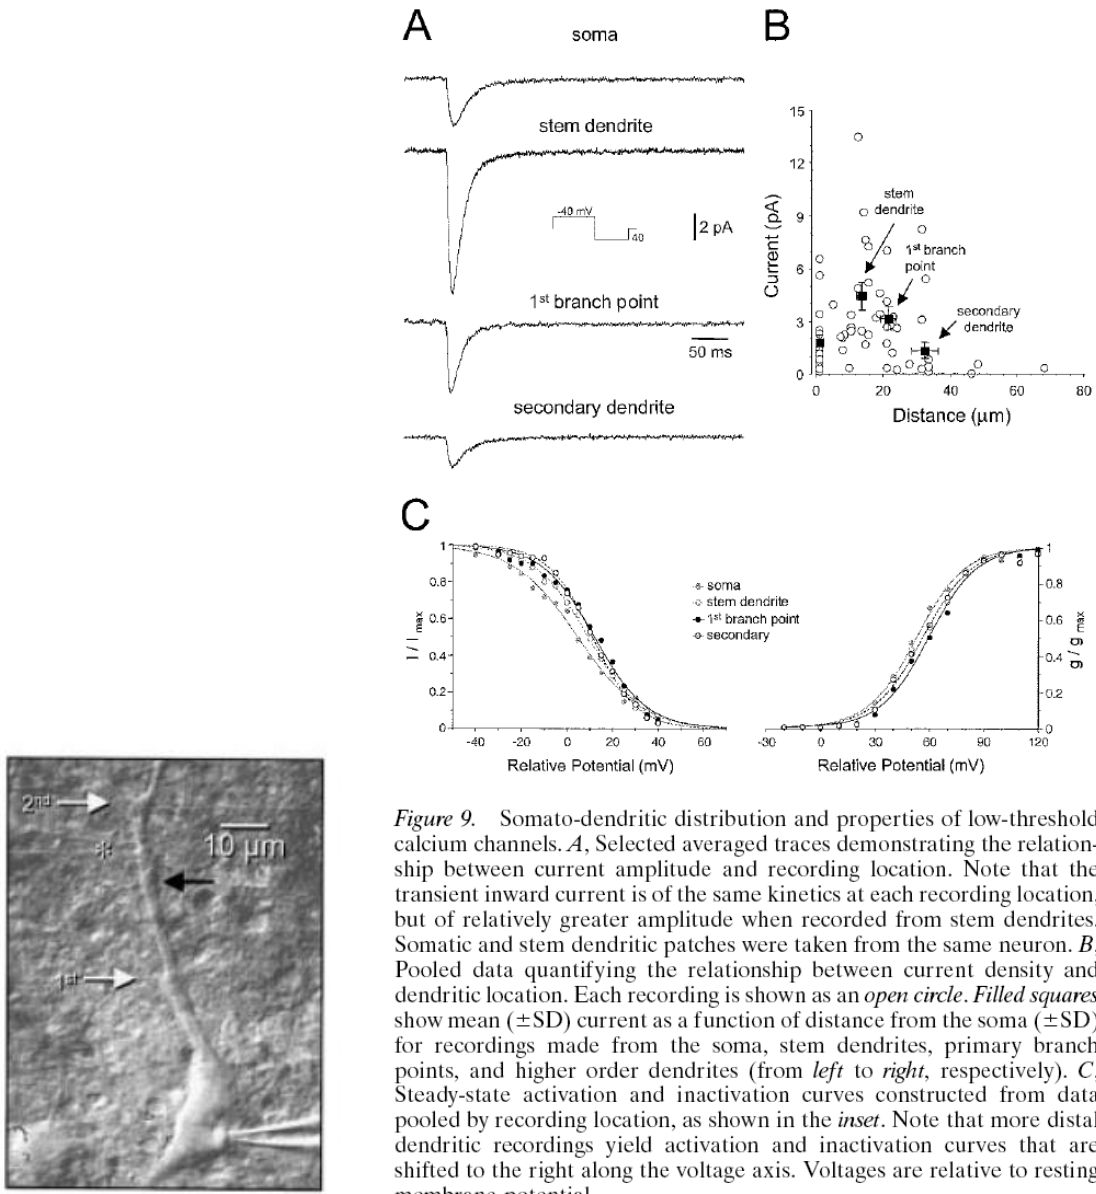 A
soma
stem dendrite
-40 mV
40
2 pA
1st branch point
50 ms
secondary dendrite
B
15
12
9
6
3
0
Current (pA)
stem
dendrite
1st branch
point
secondary
dendrite
0 20 40 60 80
Distance (μm)
C
1
0.8
0.6
0.4
0.2
0
I / I max
-40 -20 0 20 40 60
Relative Potential (mV)
soma
stem dendrite
1st branch point
secondary
1
0.8
0.6
0.4
0.2
0
g / g max
-30 0 30 60 90 120
Relative Potential (mV)
2nd
*
10 μm
1st
Figure 9. Somato-dendritic distribution and properties of low-threshold
calcium channels. A, Selected averaged traces demonstrating the relation-
ship between current amplitude and recording location. Note that the
transient inward current is of the same kinetics at each recording location,
but of relatively greater amplitude when recorded from stem dendrites.
Somatic and stem dendritic patches were taken from the same neuron. B,
Pooled data quantifying the relationship between current density and
dendritic location. Each recording is shown as an open circle. Filled squares
show mean (±SD) current as a function of distance from the soma (±SD)
for recordings made from the soma, stem dendrites, primary branch
points, and higher order dendrites (from left to right, respectively). C,
Steady-state activation and inactivation curves constructed from data
pooled by recording location, as shown in the inset. Note that more distal
dendritic recordings yield activation and inactivation curves that are
shifted to the right along the voltage axis. Voltages are relative to resting
membrane potential.